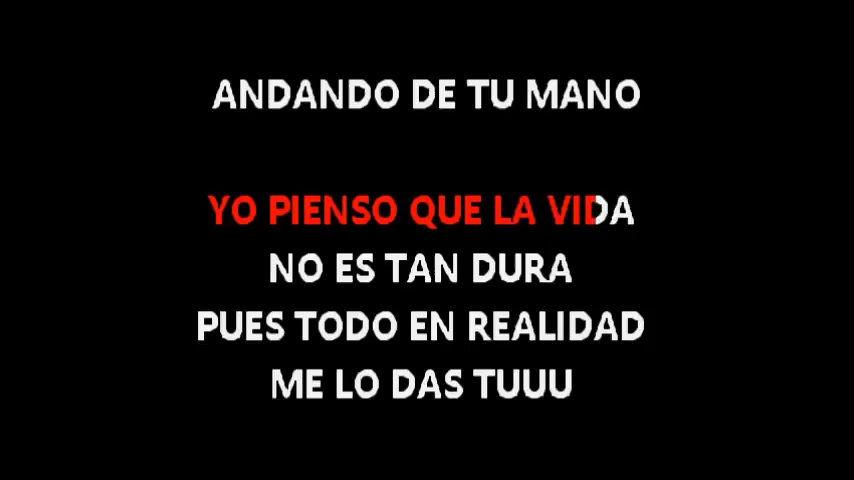 ANDANDO DE TU MANO
YO PIENSO QUE LA VIDA
NO ES TAN DURA
PUES TODO EN REALIDAD
ME LO DAS TUUU